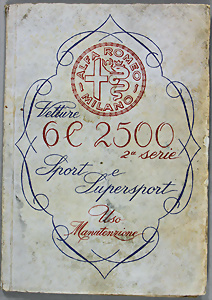 ALFA ROMEO
MILANO
Vetture
6C 2500
2a serie
Sport e
Supersport
Uso
Manutenzione